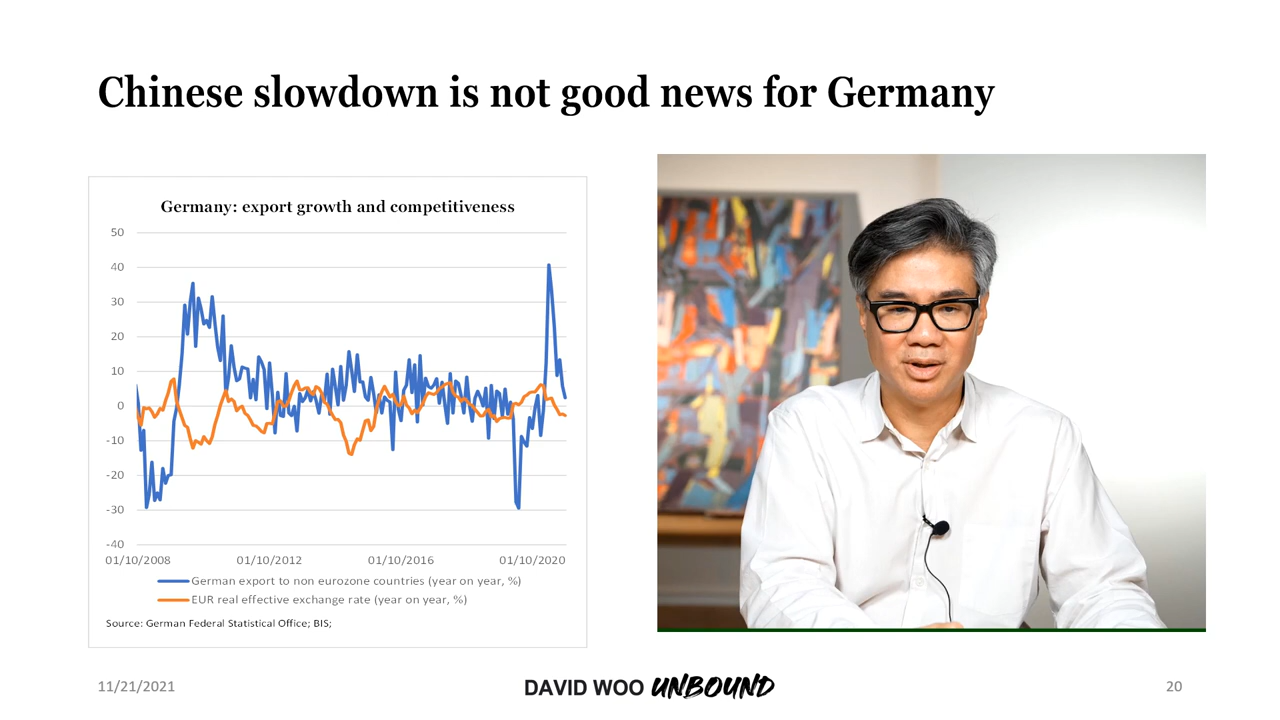 Chinese slowdown is not good news for Germany
Germany: export growth and competitiveness
50
40
30
20
10
0
-10
-20
-30
-40
01/10/2008 01/10/2012 01/10/2016 01/10/2020
German export to non eurozone countries (year on year, %)
EUR real effective exchange rate (year on year, %)
Source: German Federal Statistical Office; BIS;
11/21/2021
DAVID WOO UNBOUND
20